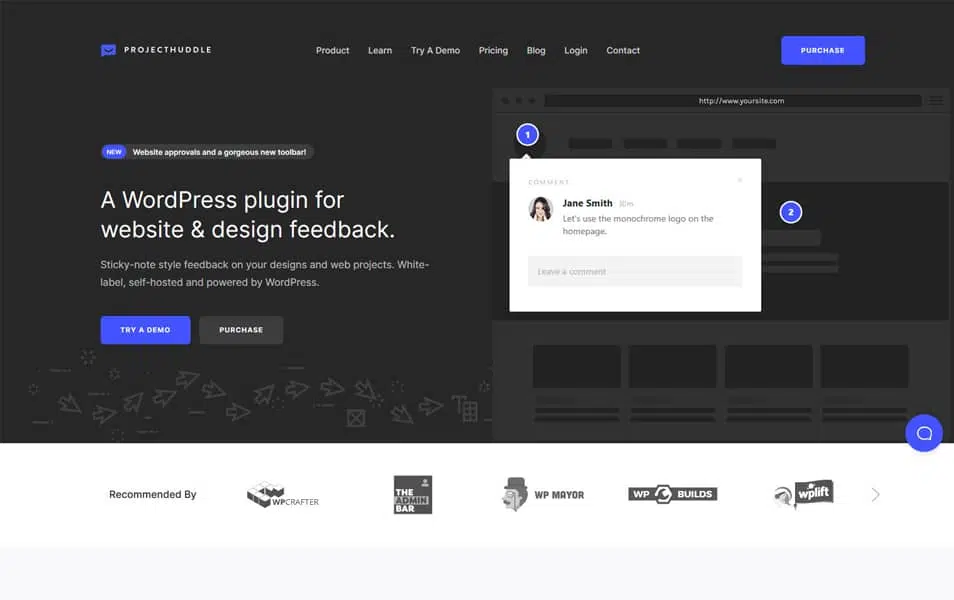 PROJECTHUDDLE
Product Learn Try A Demo Pricing Blog Login Contact
PURCHASE
http://www.yoursite.com
1
NEW Website approvals and a gorgeous new toolbar!
A WordPress plugin for
website & design feedback.
Sticky-note style feedback on your designs and web projects. White-
label, self-hosted and powered by WordPress.
TRY A DEMO PURCHASE
COMMENT
Jane Smith 30m
Let's use the monochrome logo on the
homepage.
Leave a comment
2
Recommended By
WPCRAFTER
THE
ADMIN
BAR
WP MAYOR
WP BUILDS
wplift